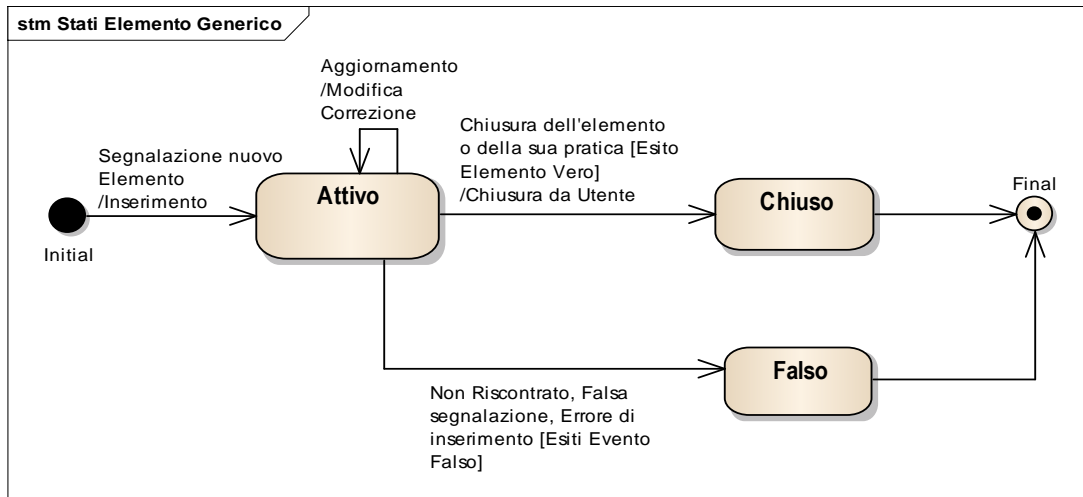 stm Stati Elemento Generico
Aggiornamento
/Modifica
Correzione
Segnalazione nuovo
Elemento
/Inserimento
Initial
Attivo
Chiusura dell'elemento
o della sua pratica [Esito
Elemento Vero]
/Chiusura da Utente
Chiuso
Final
Non Riscontrato, Falsa
segnalazione, Errore di
inserimento [Esiti Evento
Falso]
Falso